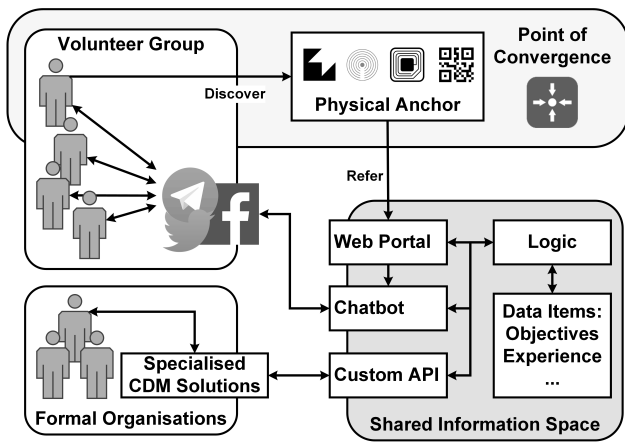 Volunteer Group
Point of
Convergence
Discover
Physical Anchor
Refer
Web Portal
Logic
Chatbot
Data Items:
Objectives
Experience
...
Specialised
CDM Solutions
Custom API
Formal Organisations
Shared Information Space